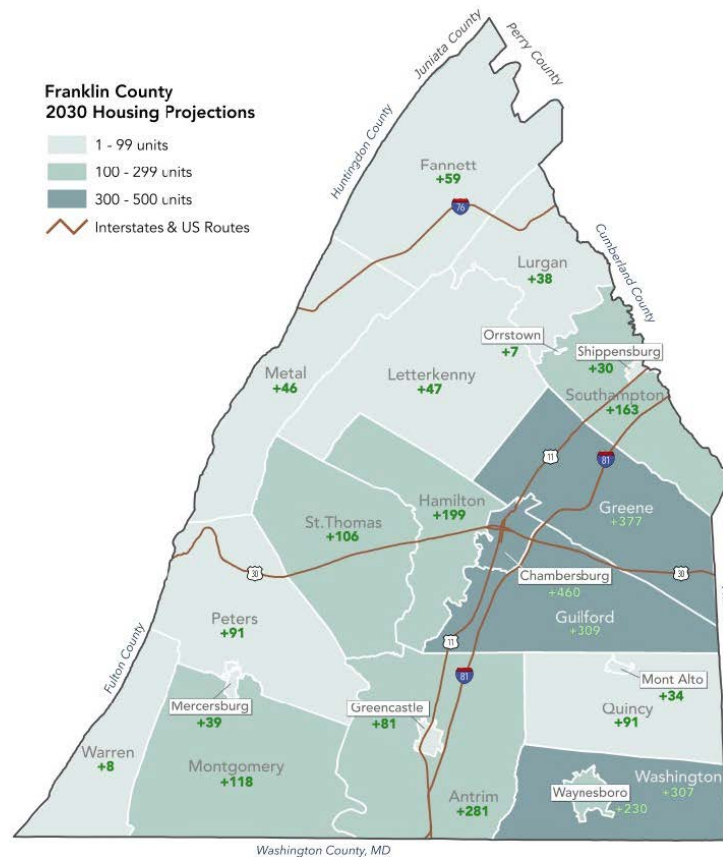 Franklin County
2030 Housing Projections
1 - 99 units
100 - 299 units
300 - 500 units
Interstates & US Routes
Juniata County
Perry County
Huntingdon County
Cumberland County
Fulton County
Fannett
+59
76
Lurgan
+38
Orrstown
+7
Shippensburg
+30
Metal
+46
Letterkenny
+47
Southampton
+163
11
81
Hamilton
+199
Greene
+377
St.Thomas
+106
30
Chambersburg
+460
30
Guilford
+309
Peters
+91
11
81
Mont Alto
+34
Mercersburg
+39
Greencastle
+81
Quincy
+91
Warren
+8
Montgomery
+118
Antrim
+281
Washington
+307
Waynesboro
+230
Washington County, MD